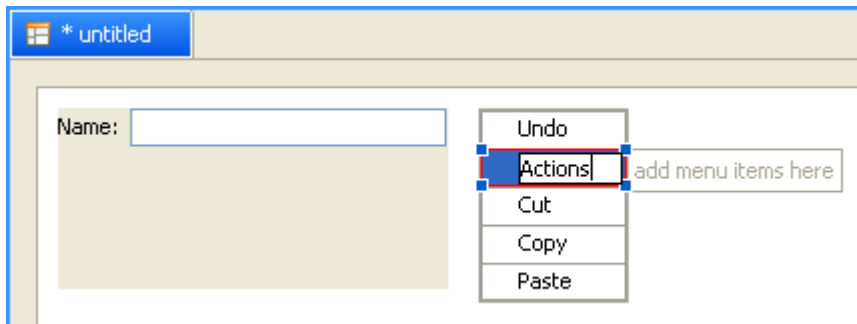 * untitled
Name:
Undo
Actions
add menu items here
Cut
Copy
Paste